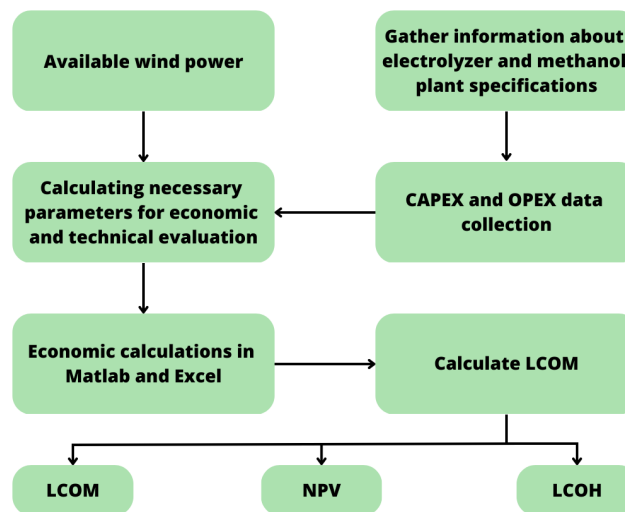 Available wind power
Gather information about
electrolyzer and methanol
plant specifications
Calculating necessary
parameters for economic
and technical evaluation
CAPEX and OPEX data
collection
Economic calculations in
Matlab and Excel
Calculate LCOM
LCOM
NPV
LCOH